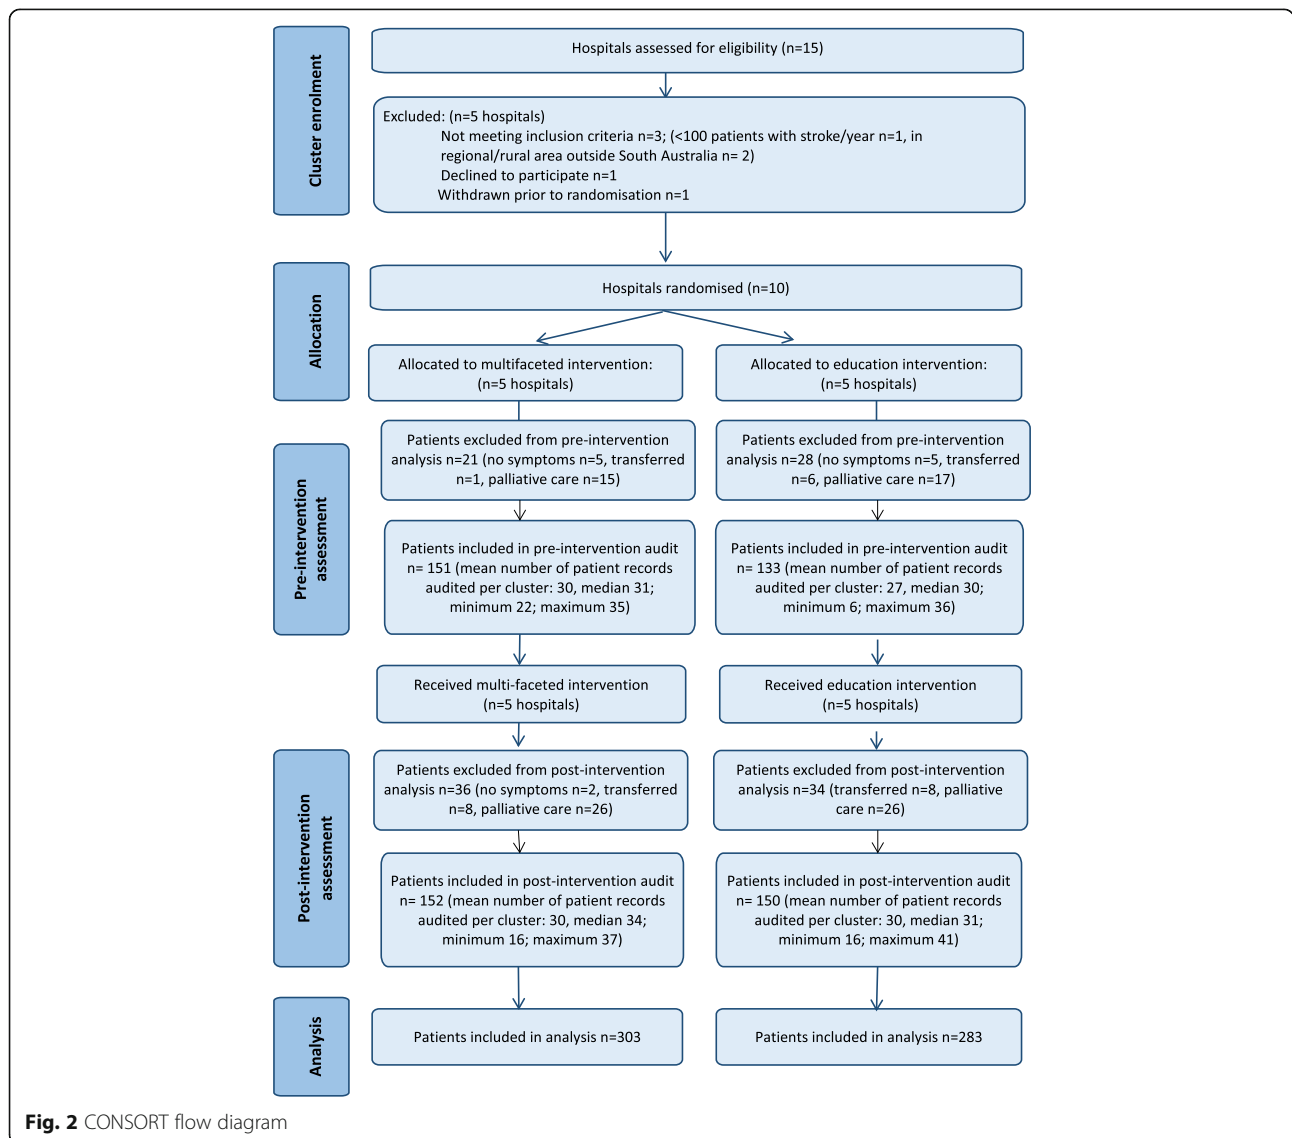 Cluster enrolment
Hospitals assessed for eligibility (n=15)
Excluded: (n=5 hospitals)
Not meeting inclusion criteria n=3; (<100 patients with stroke/year n=1, in
regional/rural area outside South Australia n= 2)
Declined to participate n=1
Withdrawn prior to randomisation n=1
Allocation
Hospitals randomised (n=10)
Allocated to multifaceted intervention:
(n=5 hospitals)
Allocated to education intervention:
(n=5 hospitals)
Pre-intervention
assessment
Patients excluded from pre-intervention
analysis n=21 (no symptoms n=5, transferred
n=1, palliative care n=15)
Patients excluded from pre-intervention
analysis n=28 (no symptoms n=5, transferred
n=6, palliative care n=17)
Patients included in pre-intervention audit
n= 151 (mean number of patient records
audited per cluster: 30, median 31;
minimum 22; maximum 35)
Patients included in pre-intervention audit
n= 133 (mean number of patient records
audited per cluster: 27, median 30;
minimum 6; maximum 36)
Received multi-faceted intervention
(n=5 hospitals)
Received education intervention
(n=5 hospitals)
Post-intervention
assessment
Patients excluded from post-intervention
analysis n=36 (no symptoms n=2, transferred
n=8, palliative care n=26)
Patients excluded from post-intervention
analysis n=34 (transferred n=8, palliative
care n=26)
Patients included in post-intervention audit
n= 152 (mean number of patient records
audited per cluster: 30, median 34;
minimum 16; maximum 37)
Patients included in post-intervention audit
n= 150 (mean number of patient records
audited per cluster: 30, median 31;
minimum 16; maximum 41)
Analysis
Patients included in analysis n=303
Patients included in analysis n=283
Fig. 2 CONSORT flow diagram